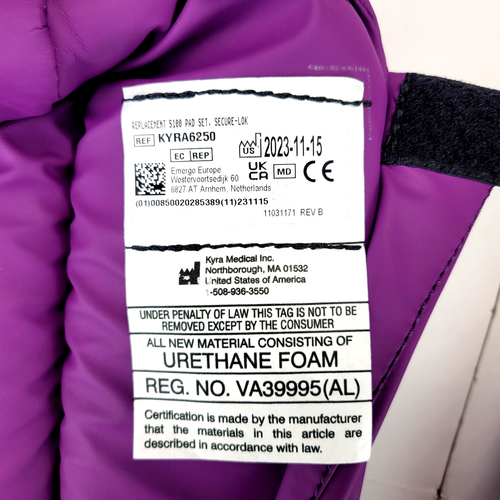 REPLACEMENT S100 PAD SET, SECURE-LOK
REF KYRA6250
US 2023-11-15
EC REP
Emergo Europe
Westervoortsedijk 60
6827 AT Arnhem, Netherlands
UK CA MD CE
(01)00850020285389(11)231115
11031171 REV B
Kyra Medical Inc.
Northborough, MA 01532
United States of America
1-508-936-3550
UNDER PENALTY OF LAW THIS TAG IS NOT TO BE
REMOVED EXCEPT BY THE CONSUMER
ALL NEW MATERIAL CONSISTING OF
URETHANE FOAM
REG. NO. VA39995(AL)
Certification is made by the manufacturer
that the materials in this article are
described in accordance with law.